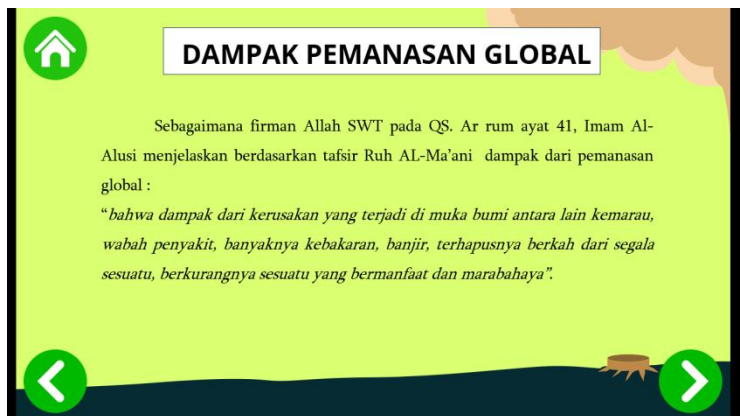 DAMPAK PEMANASAN GLOBAL
Sebagaimana firman Allah SWT pada QS. Ar rum ayat 41, Imam Al-
Alusi menjelaskan berdasarkan tafsir Ruh AL-Ma’ani  dampak dari pemanasan
global :
“bahwa dampak dari kerusakan yang terjadi di muka bumi antara lain kemarau,
wabah penyakit, banyaknya kebakaran, banjir, terhapusnya berkah dari segala
sesuatu, berkurangnya sesuatu yang bermanfaat dan marabahaya”.